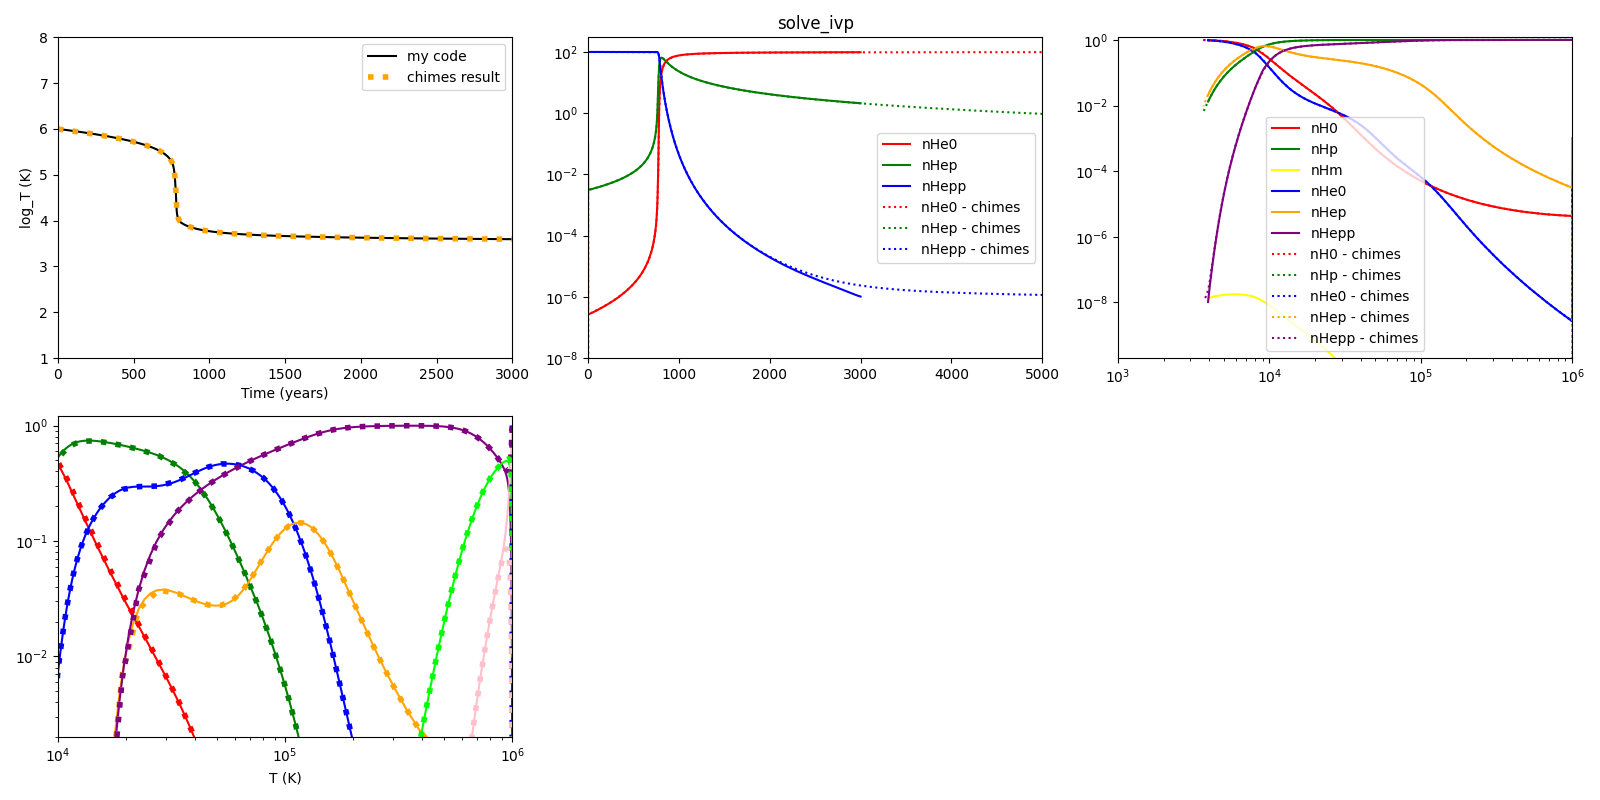 solve_ivp
8
7
6
5
4
3
2
1
log_T (K)
my code
chimes result
0
500
1000
1500
2000
2500
3000
Time (years)
10^2
10^0
10^-2
10^-4
10^-6
10^-8
nHe0
nHep
nHepp
nHe0 - chimes
nHep - chimes
nHepp - chimes
0
1000
2000
3000
4000
5000
10^0
10^-2
10^-4
10^-6
10^-8
nH0
nHp
nHm
nHe0
nHep
nHepp
nH0 - chimes
nHp - chimes
nHe0 - chimes
nHep - chimes
nHepp - chimes
10^3
10^4
10^5
10^6
10^0
10^-1
10^-2
10^4
10^5
10^6
T (K)